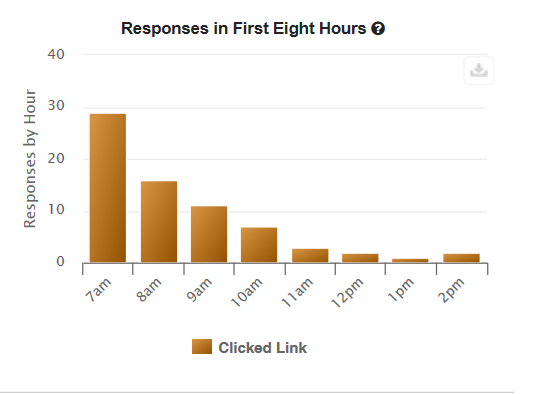 Responses in First Eight Hours ?
Responses by Hour
40
30
20
10
0
7am
8am
9am
10am
11am
12pm
1pm
2pm
Clicked Link